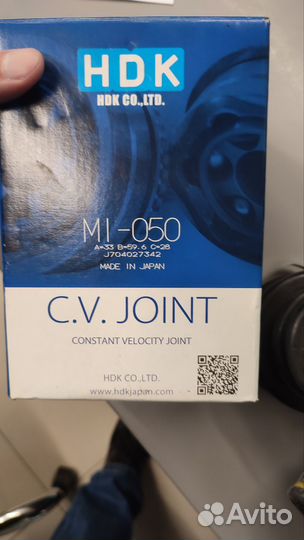 HDK
HDK CO.,LTD.
MI-050
A=33 B=59.6 C=28
J704027342
MADE IN JAPAN
C.V. JOINT
CONSTANT VELOCITY JOINT
HDK CO.,LTD.
www.hdkjapan.com
Avito